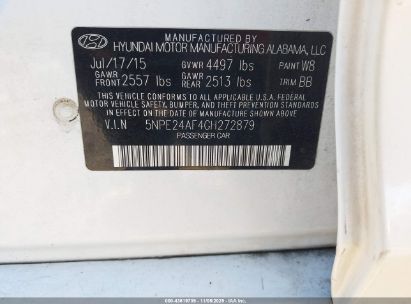 MANUFACTURED BY
HYUNDAI MOTOR MANUFACTURING ALABAMA, LLC
Jul/17/15 GVWR 4497 lbs PAINT W8
GAWR FRONT 2557 lbs GAWR REAR 2513 lbs TRIM BB
THIS VEHICLE CONFORMS TO ALL APPLICABLE U.S.A. FEDERAL
MOTOR VEHICLE SAFETY, BUMPER, AND THEFT PREVENTION STANDARDS
IN EFFECT ON THE DATE OF MANUFACTURE SHOWN ABOVE.
V.I.N 5NPE24AF4GH272879
PASSENGER CAR